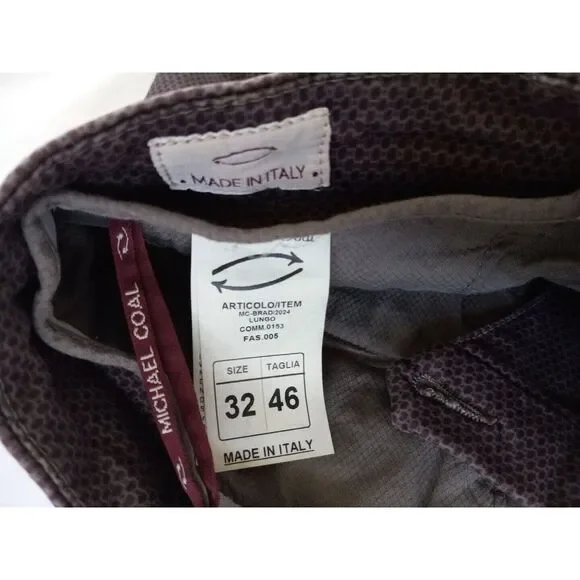 • MADE IN ITALY •
MICHAEL COAL
ARTICOLO/ITEM
MC-BRAD/2024
LUNGO
COMM.0153
FAS.005
SIZE TAGLIA
32 46
MADE IN ITALY